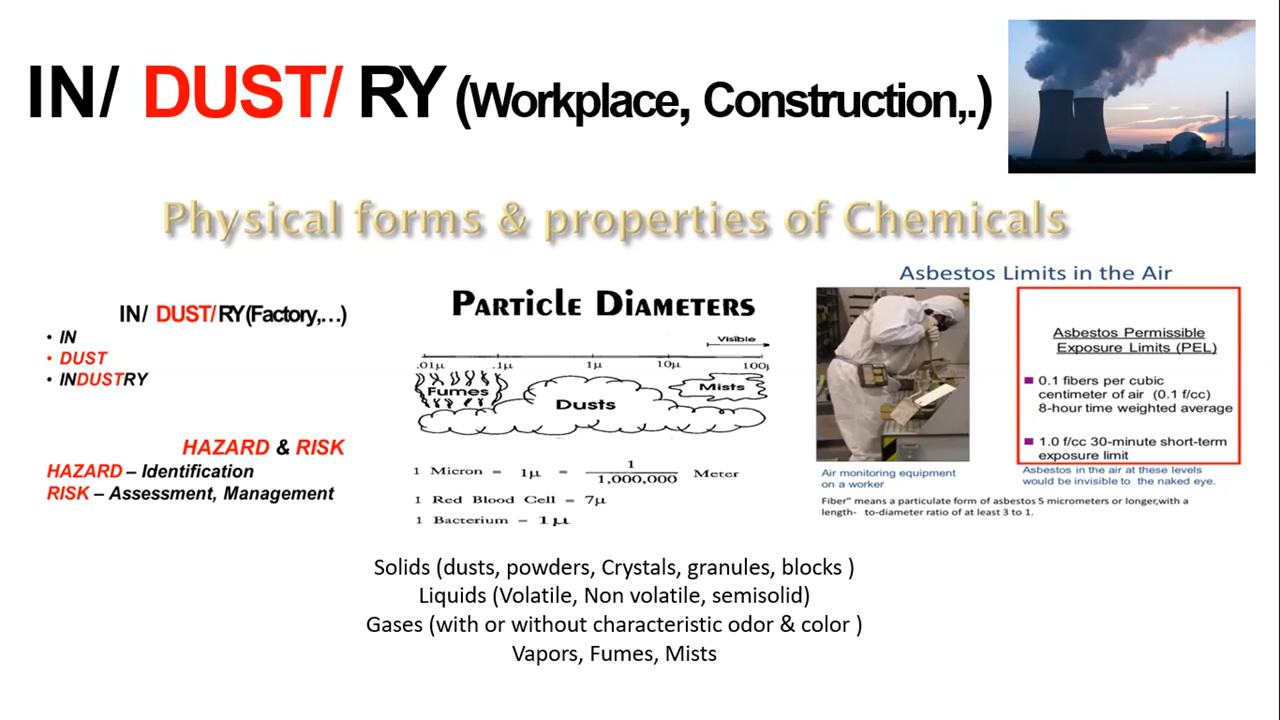 IN/ DUST/ RY (Workplace, Construction,.)
Physical forms & properties of Chemicals
IN/ DUST/RY(Factory,...)
• IN
• DUST
• INDUSTRY
HAZARD & RISK
HAZARD – Identification
RISK – Assessment, Management
PARTICLE DIAMETERS
Visible
.01µ .1µ 1µ 10µ 100µ
Fumes
Dusts
Mists
1 Micron = 1µ = 1/1,000,000 Meter
1 Red Blood Cell = 7µ
1 Bacterium = 1µ
Asbestos Limits in the Air
Asbestos Permissible
Exposure Limits (PEL)
0.1 fibers per cubic
centimeter of air (0.1 f/cc)
8-hour time weighted average
1.0 f/cc 30-minute short-term
exposure limit
Air monitoring equipment
on a worker
Asbestos in the air at these levels
would be invisible to the naked eye.
Fiber" means a particulate form of asbestos 5 micrometers or longer,with a
length- to-diameter ratio of at least 3 to 1.
Solids (dusts, powders, Crystals, granules, blocks )
Liquids (Volatile, Non volatile, semisolid)
Gases (with or without characteristic odor & color )
Vapors, Fumes, Mists